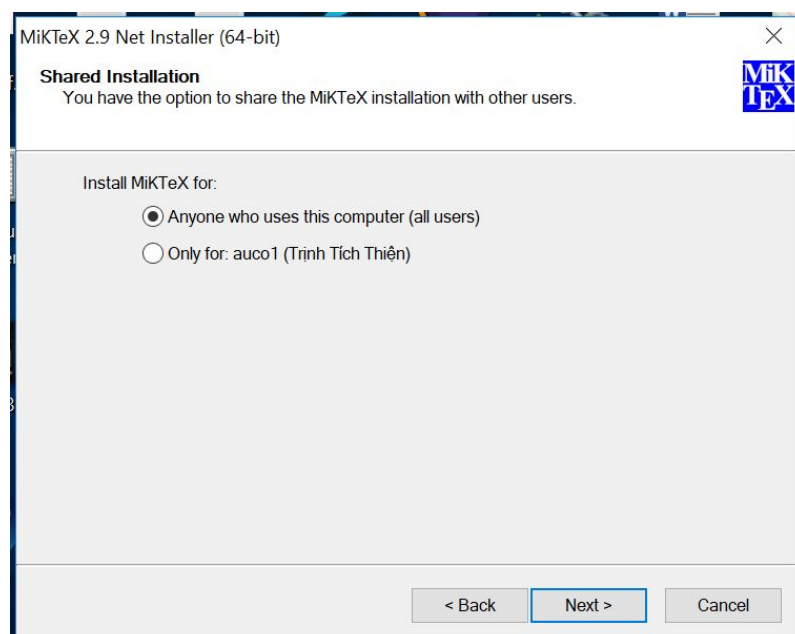 MiKTeX 2.9 Net Installer (64-bit)
Shared Installation
You have the option to share the MiKTeX installation with other users.
MiK
TEX
Install MiKTeX for:
Anyone who uses this computer (all users)
Only for: auco1 (Trịnh Tích Thiện)
< Back Next > Cancel